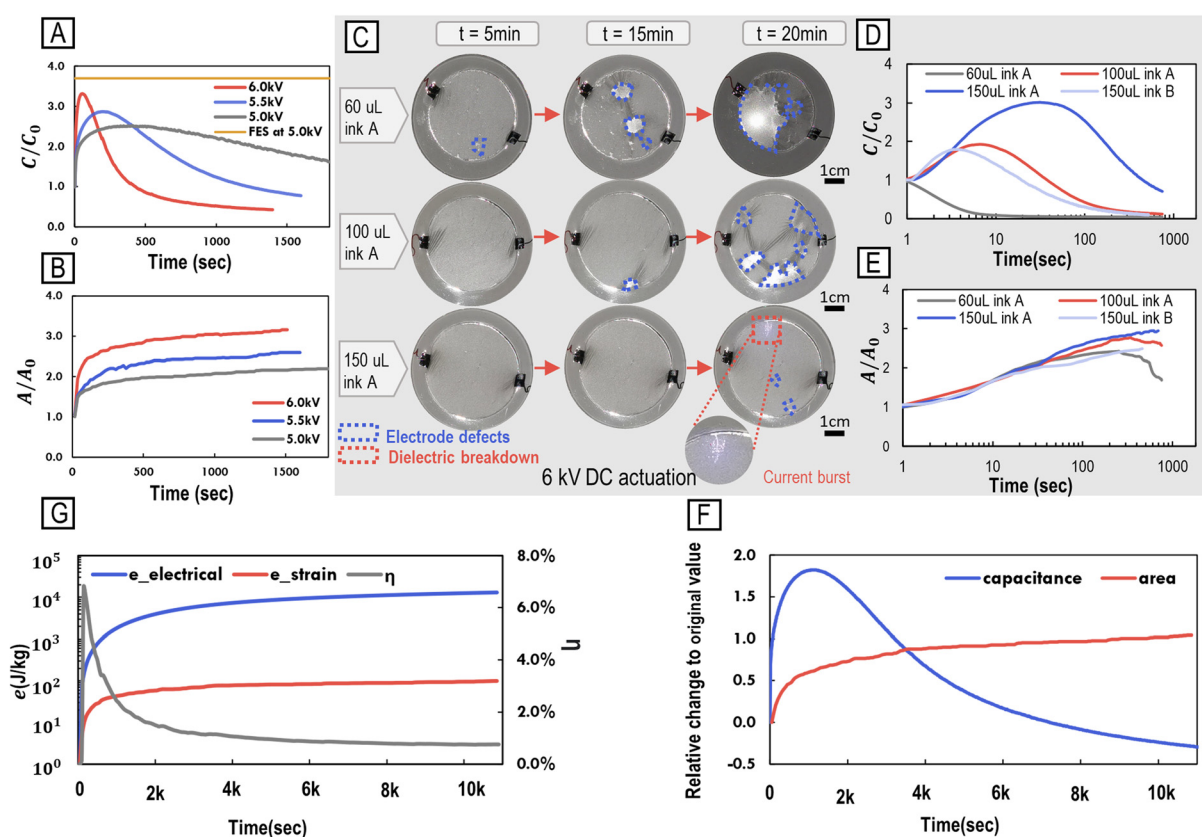 A
4.0
3.0
2.0
1.0
0.0
C/C0
0
500
1000
1500
Time (sec)
6.0kV
5.5kV
5.0kV
FES at 5.0kV
B
4.0
3.0
2.0
1.0
0.0
A/A0
0
500
1000
1500
Time (sec)
6.0kV
5.5kV
5.0kV
C
t = 5min
t = 15min
t = 20min
60 uL
ink A
1cm
100 uL
ink A
1cm
150 uL
ink A
1cm
Electrode defects
Dielectric breakdown
6 kV DC actuation
Current burst
D
60uL ink A
100uL ink A
150uL ink A
150uL ink B
4
3
2
1
0
C/C0
1
10
100
1000
Time(sec)
E
60uL ink A
100uL ink A
150uL ink A
150uL ink B
4
3
2
1
0
A/A0
1
10
100
1000
Time(sec)
G
e_electrical
e_strain
η
10^5
10^4
10^3
10^2
10^1
10^0
e(J/kg)
8.0%
6.0%
4.0%
2.0%
0.0%
η
0
2k
4k
6k
8k
10k
Time(sec)
F
capacitance
area
2.0
1.5
1.0
0.5
0.0
-0.5
Relative change to original value
0
2k
4k
6k
8k
10k
Time(sec)